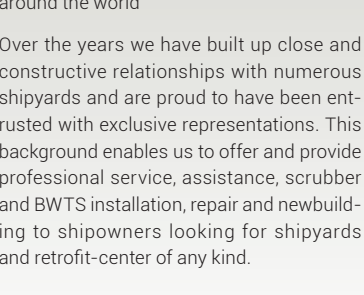 around the world
Over the years we have built up close and
constructive relationships with numerous
shipyards and are proud to have been ent-
rusted with exclusive representations. This
background enables us to offer and provide
professional service, assistance, scrubber
and BWTS installation, repair and newbuild-
ing to shipowners looking for shipyards
and retrofit-center of any kind.